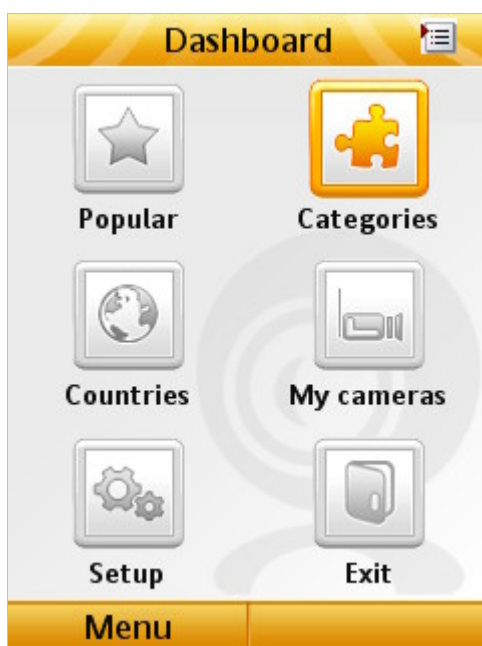 Dashboard
Popular
Categories
Countries
My cameras
Setup
Exit
Menu